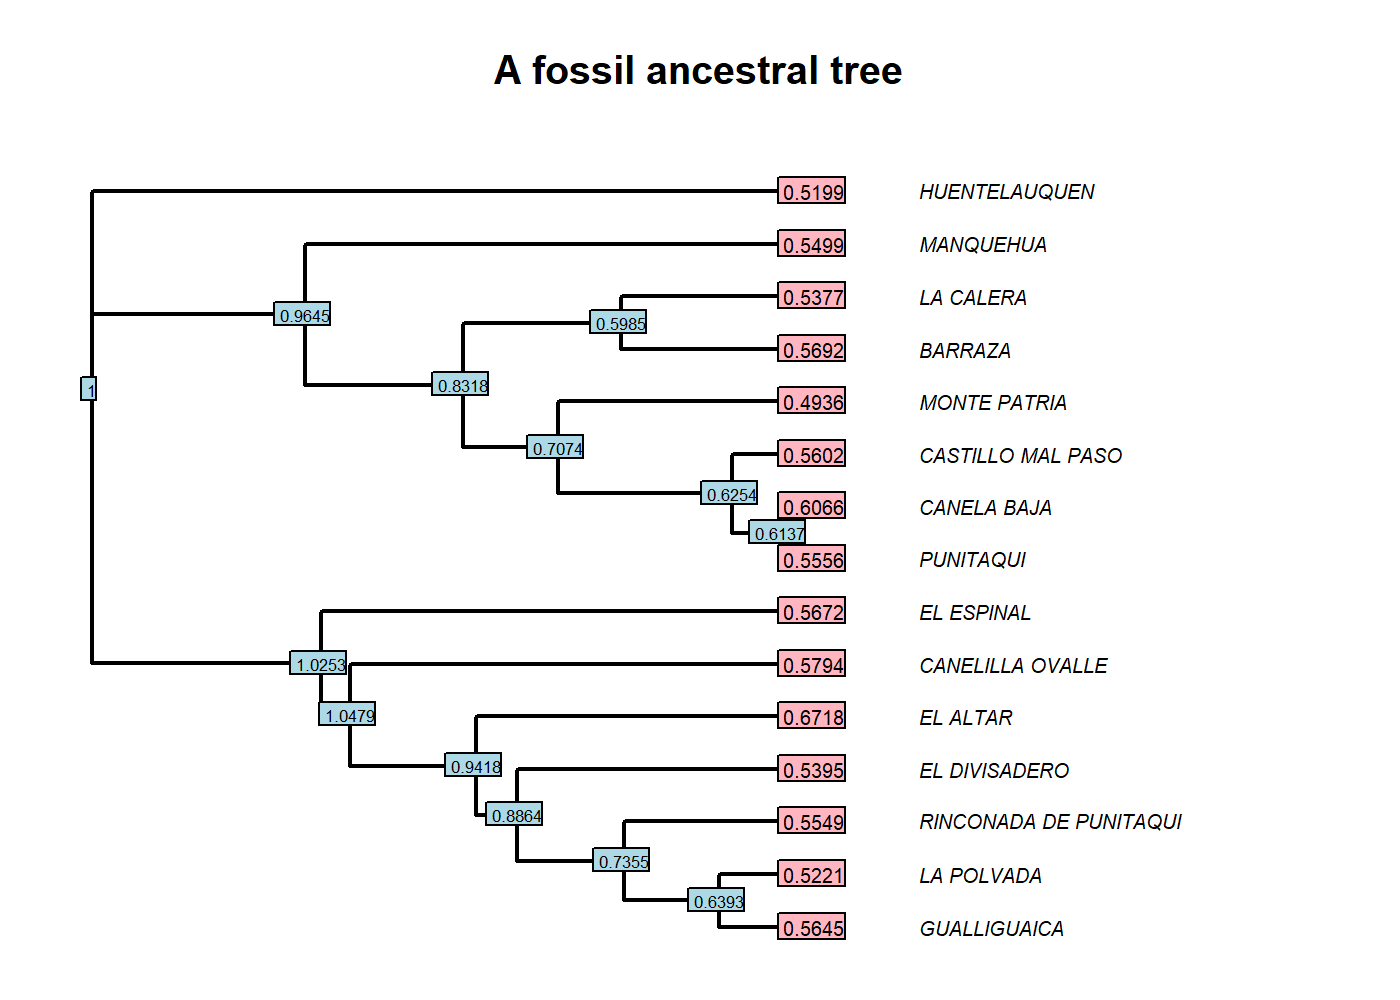 A fossil ancestral tree
0.5199 HUENTELAUQUEN
0.5499 MANQUEHUA
0.5377 LA CALERA
0.9645
0.5985
0.5692 BARRAZA
0.8318
1
0.4936 MONTE PATRIA
0.7074
0.5602 CASTILLO MAL PASO
0.6254
0.6066 CANELA BAJA
0.6137
0.5556 PUNITAQUI
0.5672 EL ESPINAL
1.0253
0.5794 CANELILLA OVALLE
1.0479
0.6718 EL ALTAR
0.9418
0.5395 EL DIVISADERO
0.8864
0.5549 RINCONADA DE PUNITAQUI
0.7355
0.5221 LA POLVADA
0.6393
0.5645 GUALLIGUAICA